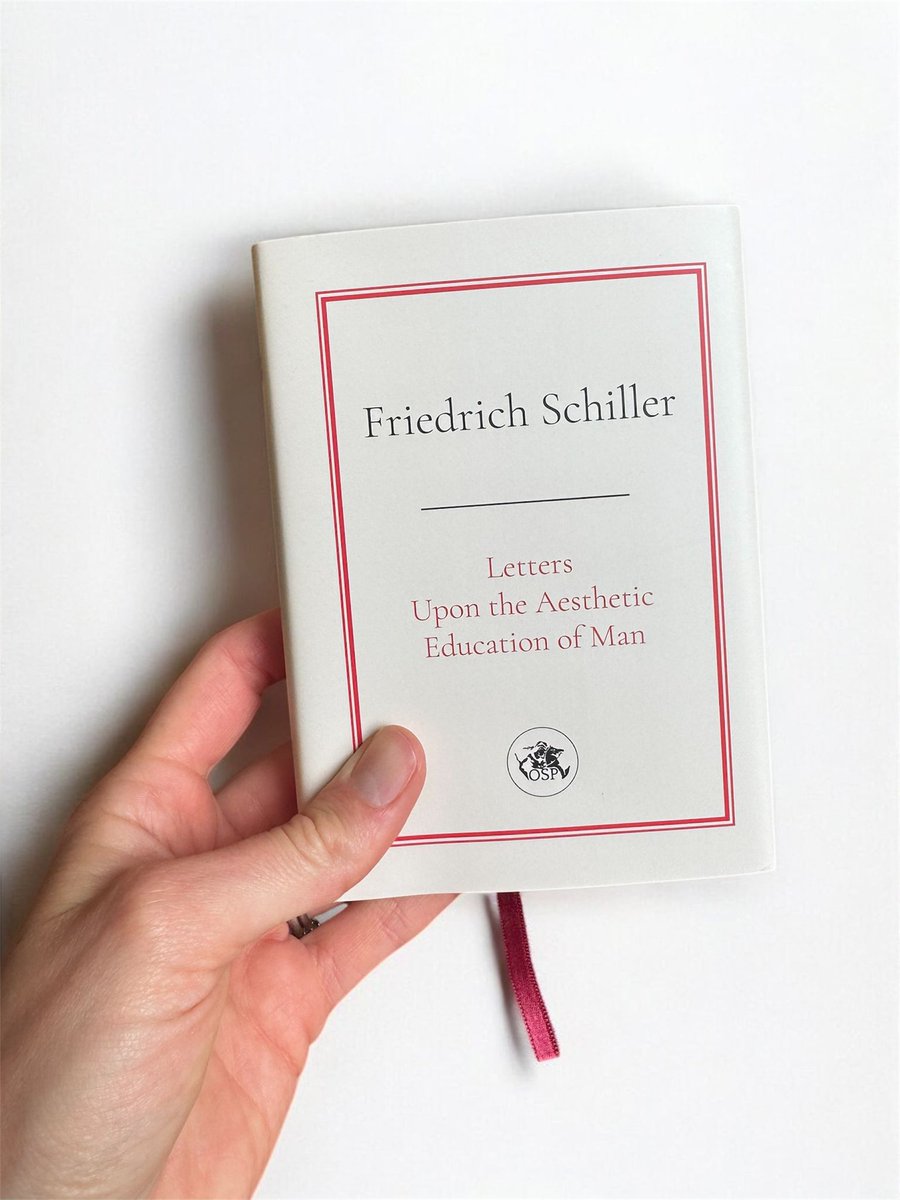 Friedrich Schiller
Letters
Upon the Aesthetic
Education of Man
OSP